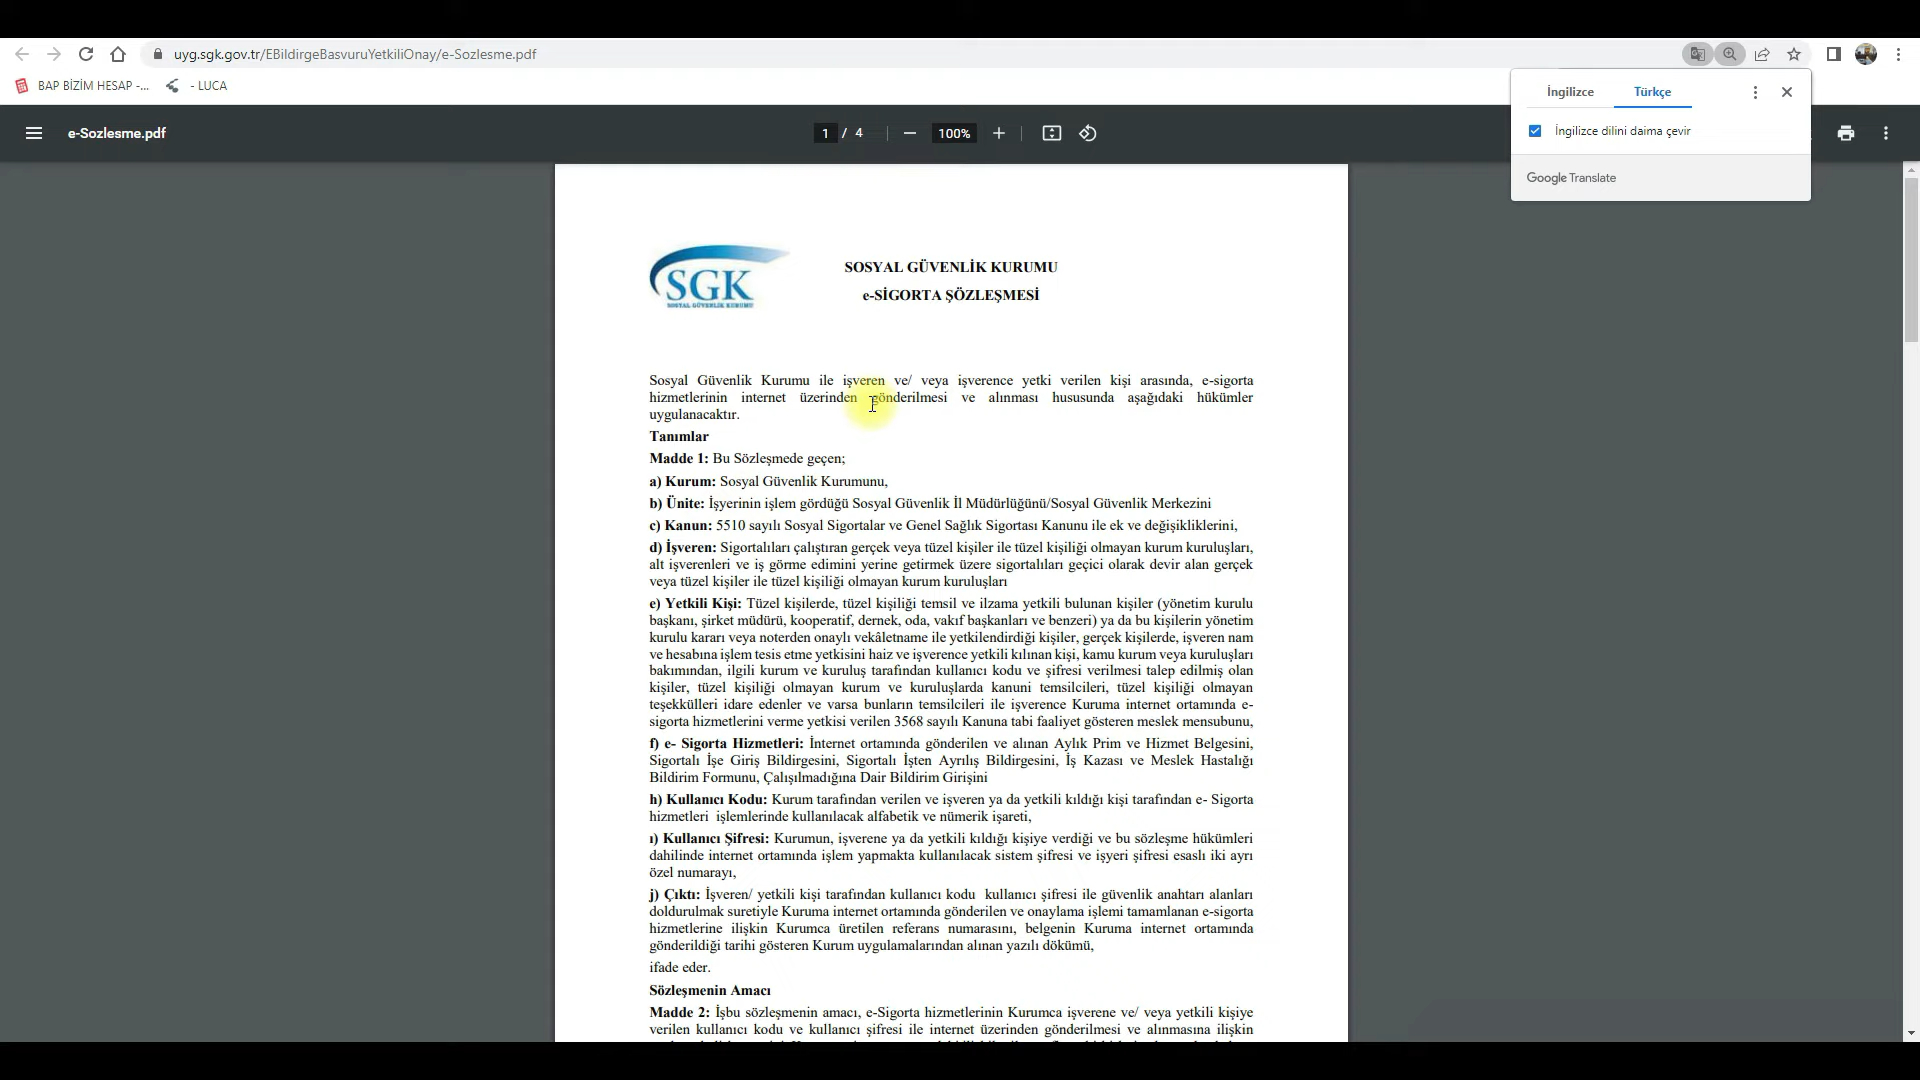 uyg.sgk.gov.tr/EBildirgeBasvuruYetkiliOnay/e-Sozlesme.pdf
BAP BİZİM HESAP -...
- LUCA
İngilizce
Türkçe
İngilizce dilini daima çevir
Google Translate
e-Sozlesme.pdf
1 / 4
100%
SGK
SOSYAL GÜVENLİK KURUMU
SOSYAL GÜVENLİK KURUMU
e-SİGORTA ŞÖZLEŞMESİ
Sosyal Güvenlik Kurumu ile işveren ve/ veya işverence yetki verilen kişi arasında, e-sigorta
hizmetlerinin internet üzerinden gönderilmesi ve alınması hususunda aşağıdaki hükümler
uygulanacaktır.
Tanımlar
Madde 1: Bu Sözleşmede geçen;
a) Kurum: Sosyal Güvenlik Kurumunu,
b) Ünite: İşyerinin işlem gördüğü Sosyal Güvenlik İl Müdürlüğünü/Sosyal Güvenlik Merkezini
c) Kanun: 5510 sayılı Sosyal Sigortalar ve Genel Sağlık Sigortası Kanunu ile ek ve değişikliklerini,
d) İşveren: Sigortalıları çalıştıran gerçek veya tüzel kişiler ile tüzel kişiliği olmayan kurum kuruluşları,
alt işverenleri ve iş görme edimini yerine getirmek üzere sigortalıları geçici olarak devir alan gerçek
veya tüzel kişiler ile tüzel kişiliği olmayan kurum kuruluşları
e) Yetkili Kişi: Tüzel kişilerde, tüzel kişiliği temsil ve ilzama yetkili bulunan kişiler (yönetim kurulu
başkanı, şirket müdürü, kooperatif, dernek, oda, vakıf başkanları ve benzeri) ya da bu kişilerin yönetim
kurulu kararı veya noterden onaylı vekâletname ile yetkilendirdiği kişiler, gerçek kişilerde, işveren nam
ve hesabına işlem tesis etme yetkisini haiz ve işverence yetkili kılınan kişi, kamu kurum veya kuruluşları
bakımından, ilgili kurum ve kuruluş tarafından kullanıcı kodu ve şifresi verilmesi talep edilmiş olan
kişiler, tüzel kişiliği olmayan kurum ve kuruluşlarda kanuni temsilcileri, tüzel kişiliği olmayan
teşekkülleri idare edenler ve varsa bunların temsilcileri ile işverence Kuruma internet ortamında e-
sigorta hizmetlerini verme yetkisi verilen 3568 sayılı Kanuna tabi faaliyet gösteren meslek mensubunu,
f) e- Sigorta Hizmetleri: İnternet ortamında gönderilen ve alınan Aylık Prim ve Hizmet Belgesini,
Sigortalı İşe Giriş Bildirgesini, Sigortalı İşten Ayrılış Bildirgesini, İş Kazası ve Meslek Hastalığı
Bildirim Formunu, Çalışılmadığına Dair Bildirim Girişini
h) Kullanıcı Kodu: Kurum tarafından verilen ve işveren ya da yetkili kıldığı kişi tarafından e- Sigorta
hizmetleri işlemlerinde kullanılacak alfabetik ve nümerik işareti,
ı) Kullanıcı Şifresi: Kurumun, işverene ya da yetkili kıldığı kişiye verdiği ve bu sözleşme hükümleri
dahilinde internet ortamında işlem yapmakta kullanılacak sistem şifresi ve işyeri şifresi esaslı iki ayrı
özel numarayı,
j) Çıktı: İşveren/ yetkili kişi tarafından kullanıcı kodu kullanıcı şifresi ile güvenlik anahtarı alanları
doldurulmak suretiyle Kuruma internet ortamında gönderilen ve onaylama işlemi tamamlanan e-sigorta
hizmetlerine ilişkin Kurumca üretilen referans numarasını, belgenin Kuruma internet ortamında
gönderildiği tarihi gösteren Kurum uygulamalarından alınan yazılı dökümü,
ifade eder.
Sözleşmenin Amacı
Madde 2: İşbu sözleşmenin amacı, e-Sigorta hizmetlerinin Kurumca işverene ve/ veya yetkili kişiye
verilen kullanıcı kodu ve kullanıcı şifresi ile internet üzerinden gönderilmesi ve alınmasına ilişkin